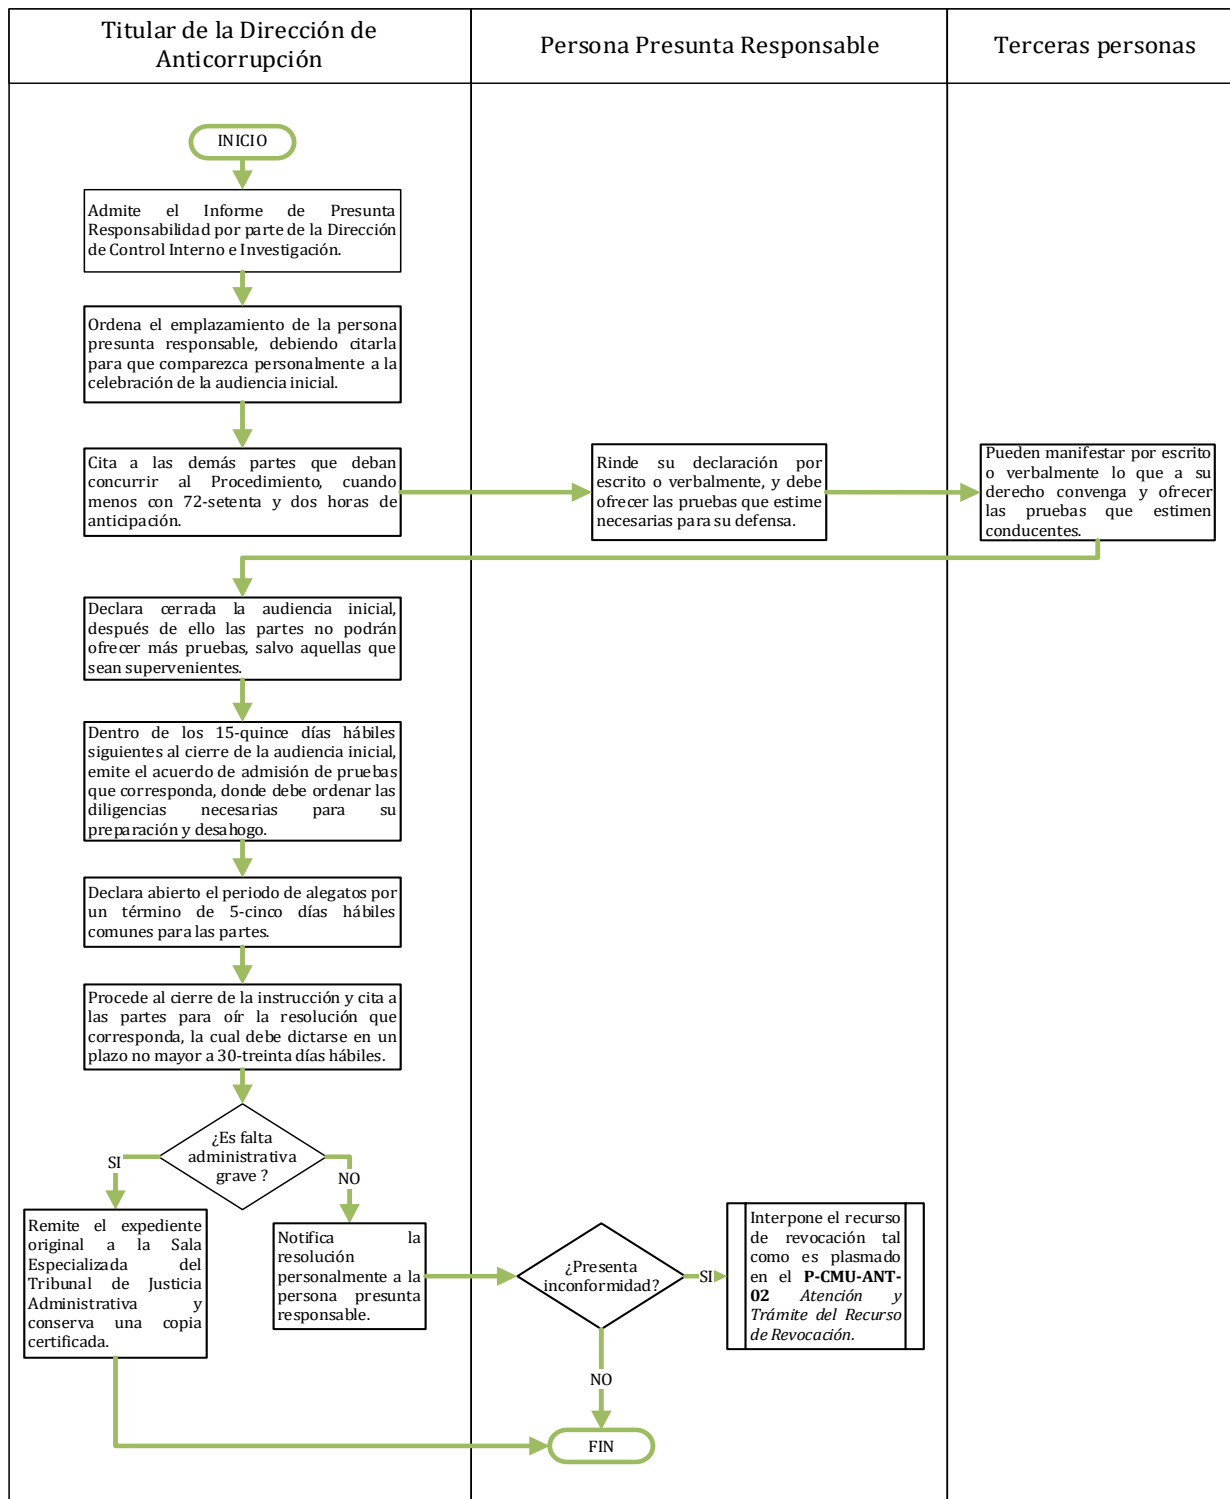 Titular de la Dirección de
Anticorrupción
Persona Presunta Responsable
Terceras personas
INICIO
Admite el Informe de Presunta
Responsabilidad por parte de la Dirección
de Control Interno e Investigación.
Ordena el emplazamiento de la persona
presunta responsable, debiendo citarla
para que comparezca personalmente a la
celebración de la audiencia inicial.
Cita a las demás partes que deban
concurrir al Procedimiento, cuando
menos con 72-setenta y dos horas de
anticipación.
Rinde su declaración por
escrito o verbalmente, y debe
ofrecer las pruebas que estime
necesarias para su defensa.
Pueden manifestar por escrito
o verbalmente lo que a su
derecho convenga y ofrecer
las pruebas que estimen
conducentes.
Declara cerrada la audiencia inicial,
después de ello las partes no podrán
ofrecer más pruebas, salvo aquellas que
sean supervenientes.
Dentro de los 15-quince días hábiles
siguientes al cierre de la audiencia inicial,
emite el acuerdo de admisión de pruebas
que corresponda, donde debe ordenar las
diligencias necesarias para su
preparación y desahogo.
Declara abierto el periodo de alegatos por
un término de 5-cinco días hábiles
comunes para las partes.
Procede al cierre de la instrucción y cita a
las partes para oír la resolución que
corresponda, la cual debe dictarse en un
plazo no mayor a 30-treinta días hábiles.
¿Es falta
administrativa
grave ?
SI
NO
Remite el expediente
original a la Sala
Especializada del
Tribunal de Justicia
Administrativa y
conserva una copia
certificada.
Notifica la
resolución
personalmente a la
persona presunta
responsable.
¿Presenta
inconformidad?
SI
Interpone el recurso
de revocación tal
como es plasmado
en el P-CMU-ANT-
02 Atención y
Trámite del Recurso
de Revocación.
NO
FIN